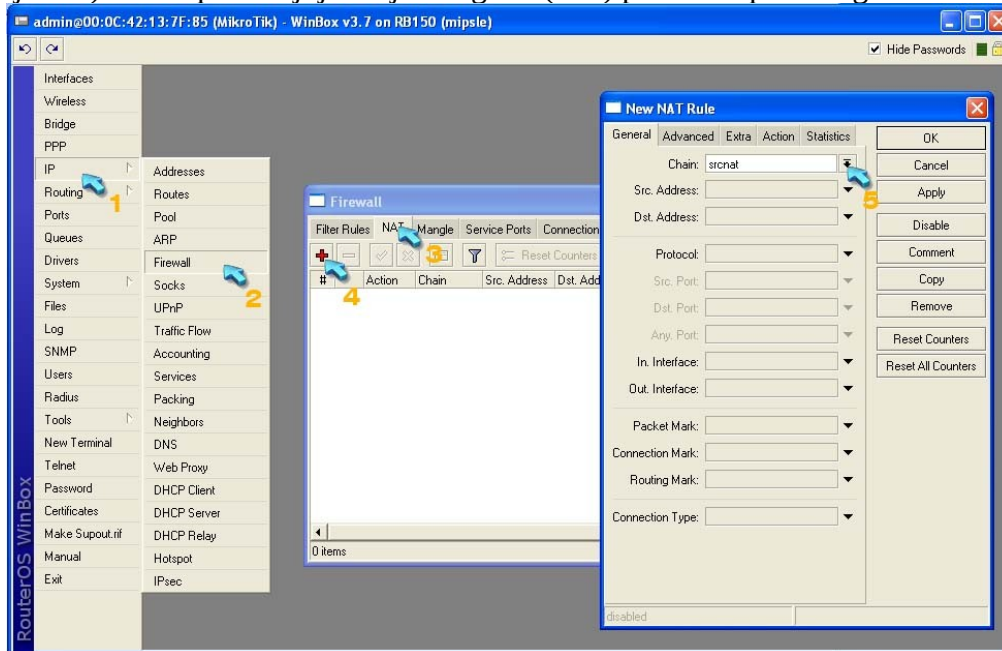 admin@00:0C:42:13:7F:85 (MikroTik) - WinBox v3.7 on RB150 (mipsle)
Hide Passwords
Interfaces
Wireless
Bridge
PPP
IP
Routing
Ports
Queues
Drivers
System
Files
Log
SNMP
Users
Radius
Tools
New Terminal
Telnet
Password
Certificates
Make Supout.rif
Manual
Exit
RouterOS WinBox
1
Addresses
Routes
Pool
ARP
Firewall
Socks
UPnP
Traffic Flow
Accounting
Services
Packing
Neighbors
DNS
Web Proxy
DHCP Client
DHCP Server
DHCP Relay
Hotspot
IPsec
2
Firewall
Filter Rules NAT Mangle Service Ports Connection
3
Reset Counters
4
# Action Chain Src. Address Dst. Add
0 items
New NAT Rule
General Advanced Extra Action Statistics
Chain: srcnat
5
Src. Address:
Dst. Address:
Protocol:
Src. Port:
Dst. Port:
Any. Port:
In. Interface:
Out. Interface:
Packet Mark:
Connection Mark:
Routing Mark:
Connection Type:
OK
Cancel
Apply
Disable
Comment
Copy
Remove
Reset Counters
Reset All Counters
disabled